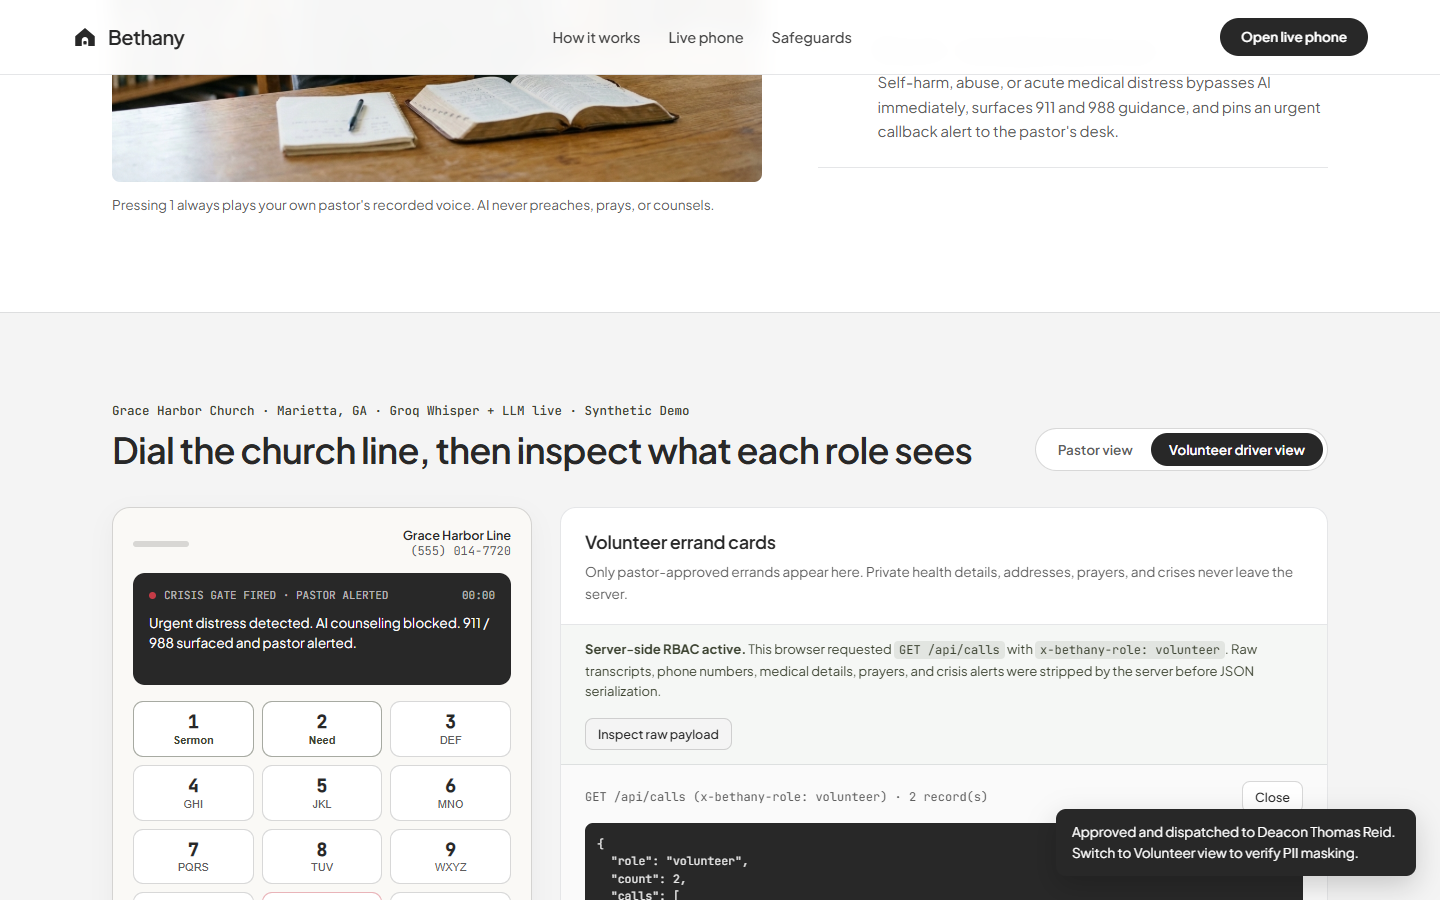 Bethany
How it works
Live phone
Safeguards
Open live phone
Self-harm, abuse, or acute medical distress bypasses AI
immediately, surfaces 911 and 988 guidance, and pins an urgent
callback alert to the pastor's desk.
Pressing 1 always plays your own pastor's recorded voice. AI never preaches, prays, or counsels.
Grace Harbor Church · Marietta, GA · Groq Whisper + LLM live · Synthetic Demo
Dial the church line, then inspect what each role sees
Pastor view
Volunteer driver view
Grace Harbor Line
(555) 014-7720
CRISIS GATE FIRED · PASTOR ALERTED
00:00
Urgent distress detected. AI counseling blocked. 911 /
988 surfaced and pastor alerted.
1
Sermon
2
Need
3
DEF
4
GHI
5
JKL
6
MNO
7
PQRS
8
TUV
9
WXYZ
Volunteer errand cards
Only pastor-approved errands appear here. Private health details, addresses, prayers, and crises never leave the
server.
Server-side RBAC active. This browser requested GET /api/calls with x-bethany-role: volunteer. Raw
transcripts, phone numbers, medical details, prayers, and crisis alerts were stripped by the server before JSON
serialization.
Inspect raw payload
GET /api/calls (x-bethany-role: volunteer) · 2 record(s)
Close
{
"role": "volunteer",
"count": 2,
"calls": [
Approved and dispatched to Deacon Thomas Reid.
Switch to Volunteer view to verify PII masking.